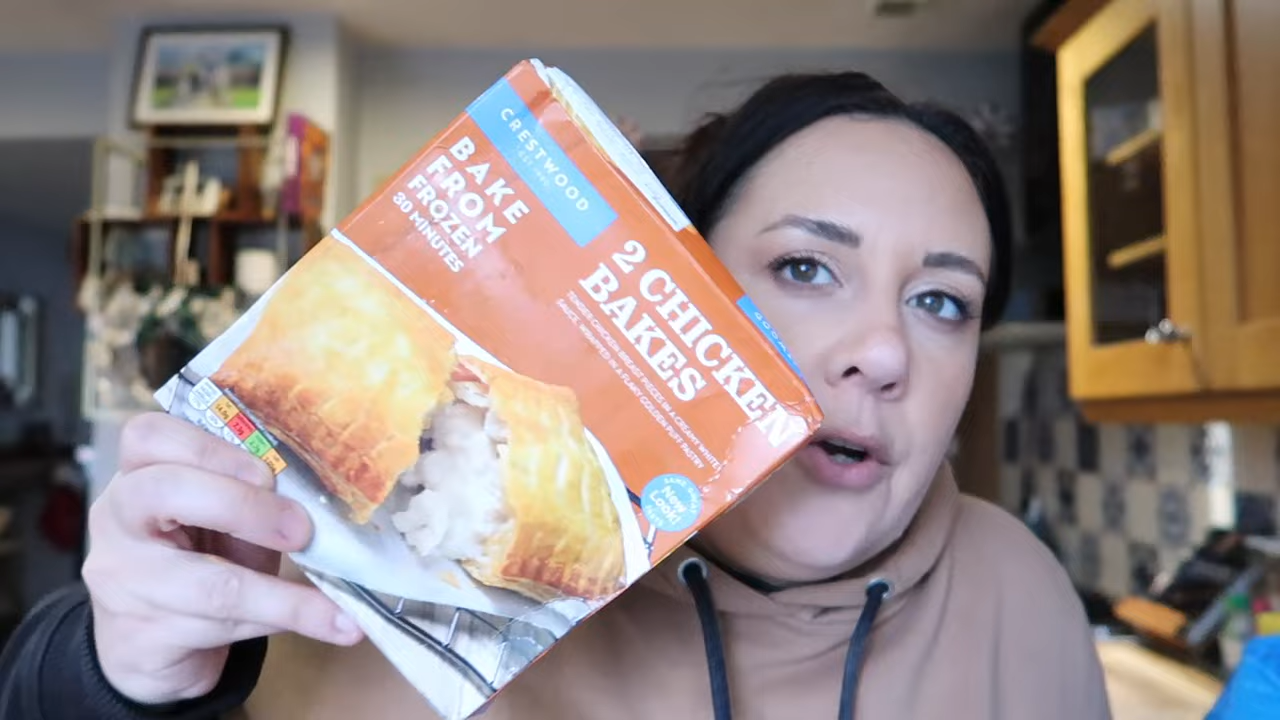 CRESTWOOD
BAKE
FROM
FROZEN
30 MINUTES
2 CHICKEN
BAKES
TENDER CHICKEN BREAST PIECES IN A CREAMY WHITE
SAUCE, WRAPPED IN A FLAKY GOLDEN PUFF PASTRY
New
Look!